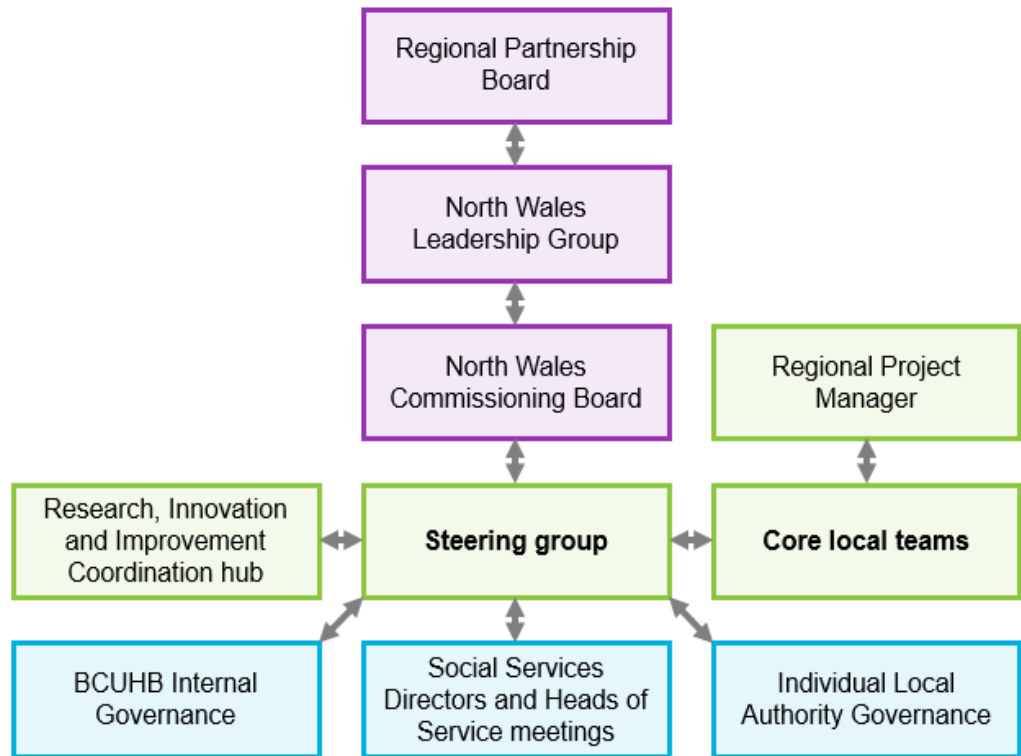 Regional Partnership
Board
North Wales
Leadership Group
North Wales
Commissioning Board
Regional Project
Manager
Research, Innovation
and Improvement
Coordination hub
Steering group
Core local teams
BCUHB Internal
Governance
Social Services
Directors and Heads of
Service meetings
Individual Local
Authority Governance